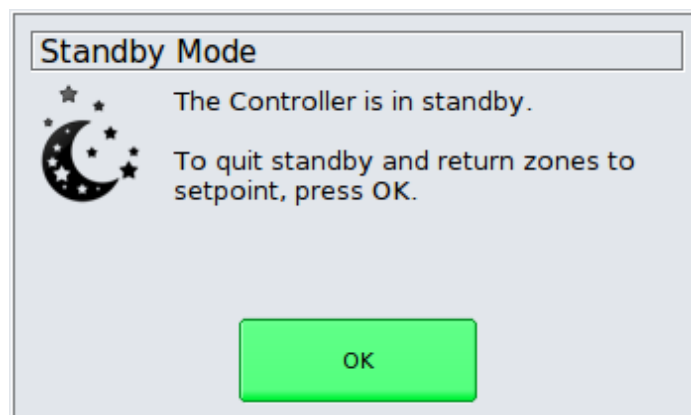 Standby Mode
The Controller is in standby.
To quit standby and return zones to
setpoint, press OK.
OK